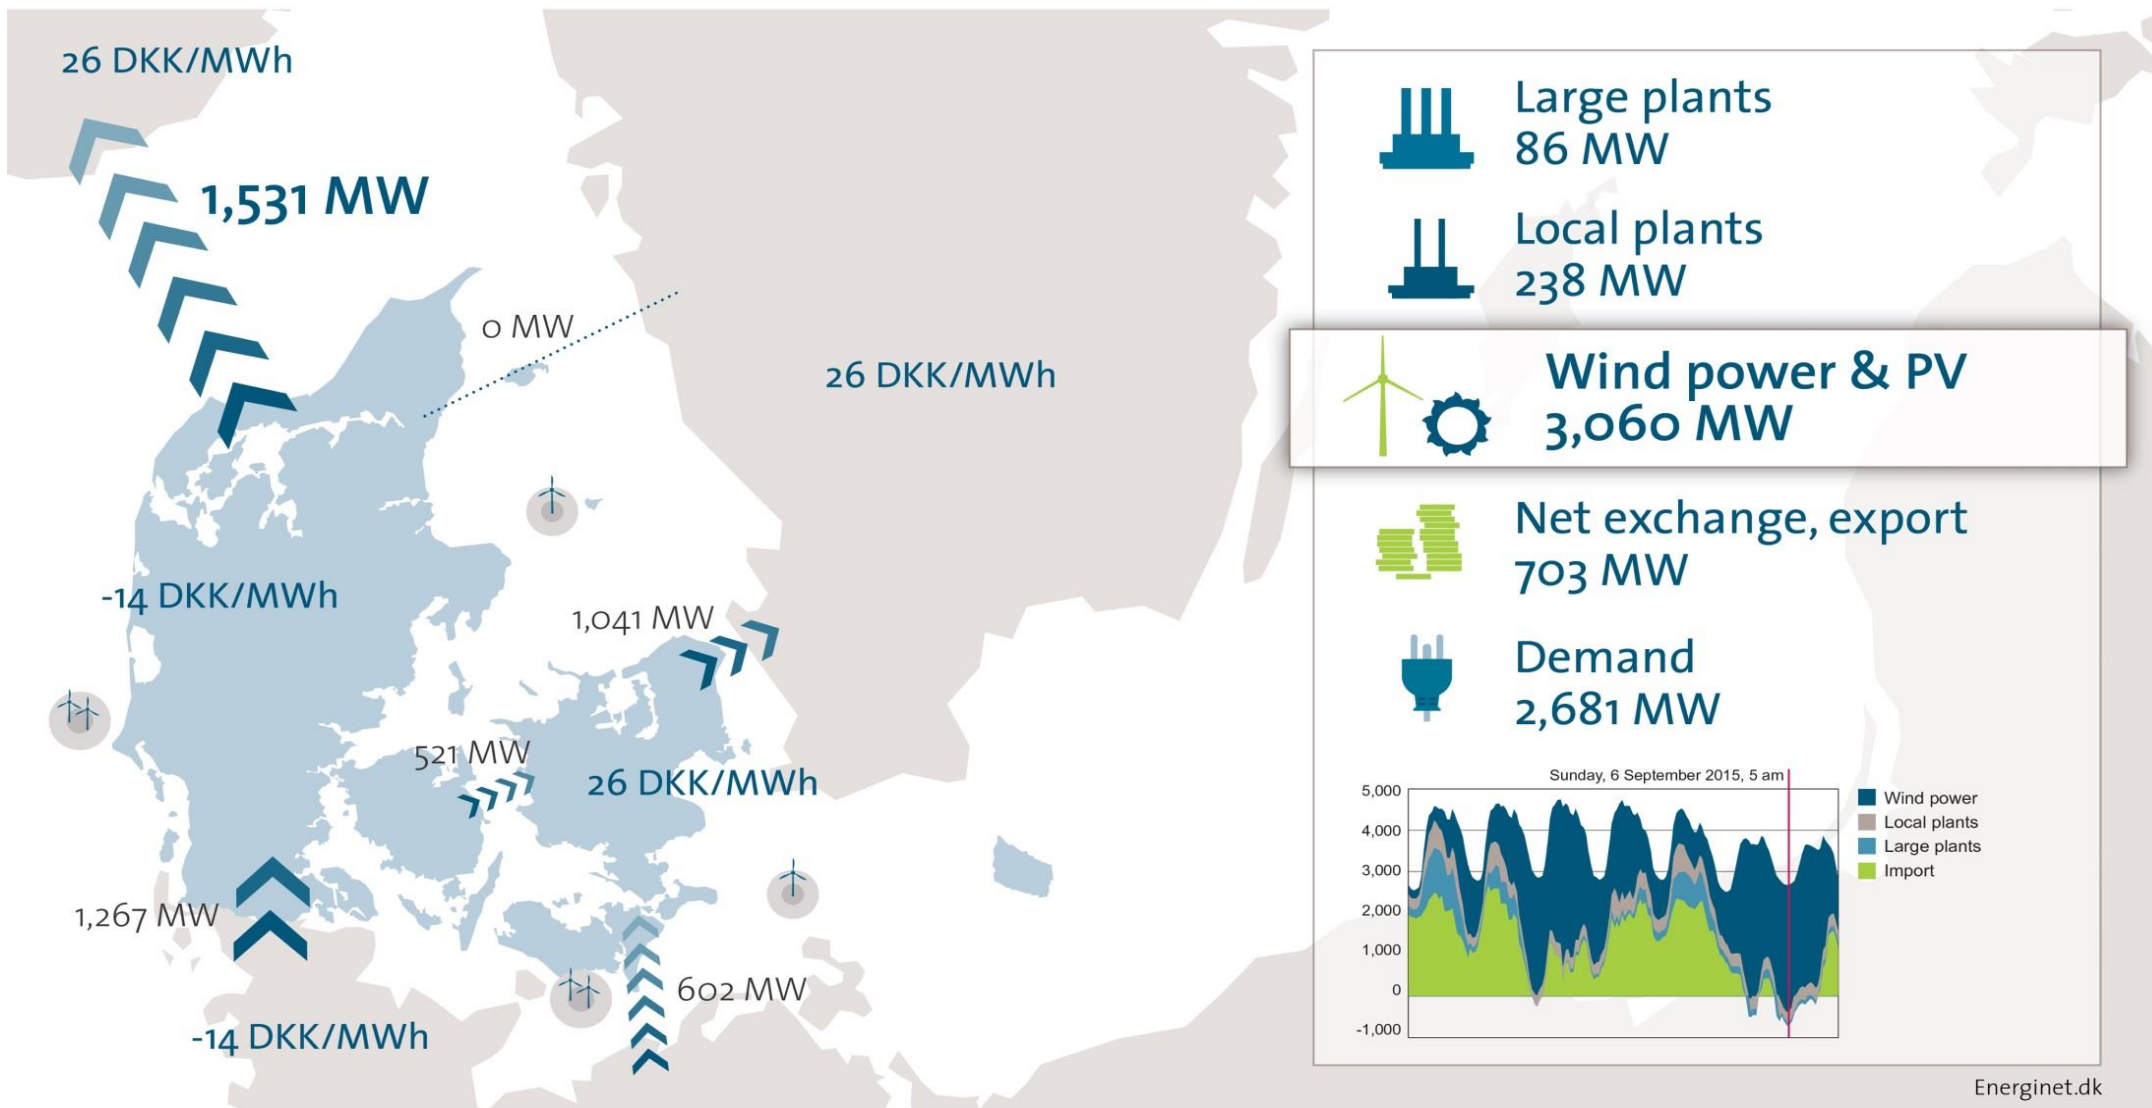 26 DKK/MWh
1,531 MW
0 MW
26 DKK/MWh
-14 DKK/MWh
1,041 MW
521 MW
26 DKK/MWh
1,267 MW
602 MW
-14 DKK/MWh
Large plants
86 MW
Local plants
238 MW
Wind power & PV
3,060 MW
Net exchange, export
703 MW
Demand
2,681 MW
Sunday, 6 September 2015, 5 am
5,000
4,000
3,000
2,000
1,000
0
-1,000
Wind power
Local plants
Large plants
Import
Energinet.dk